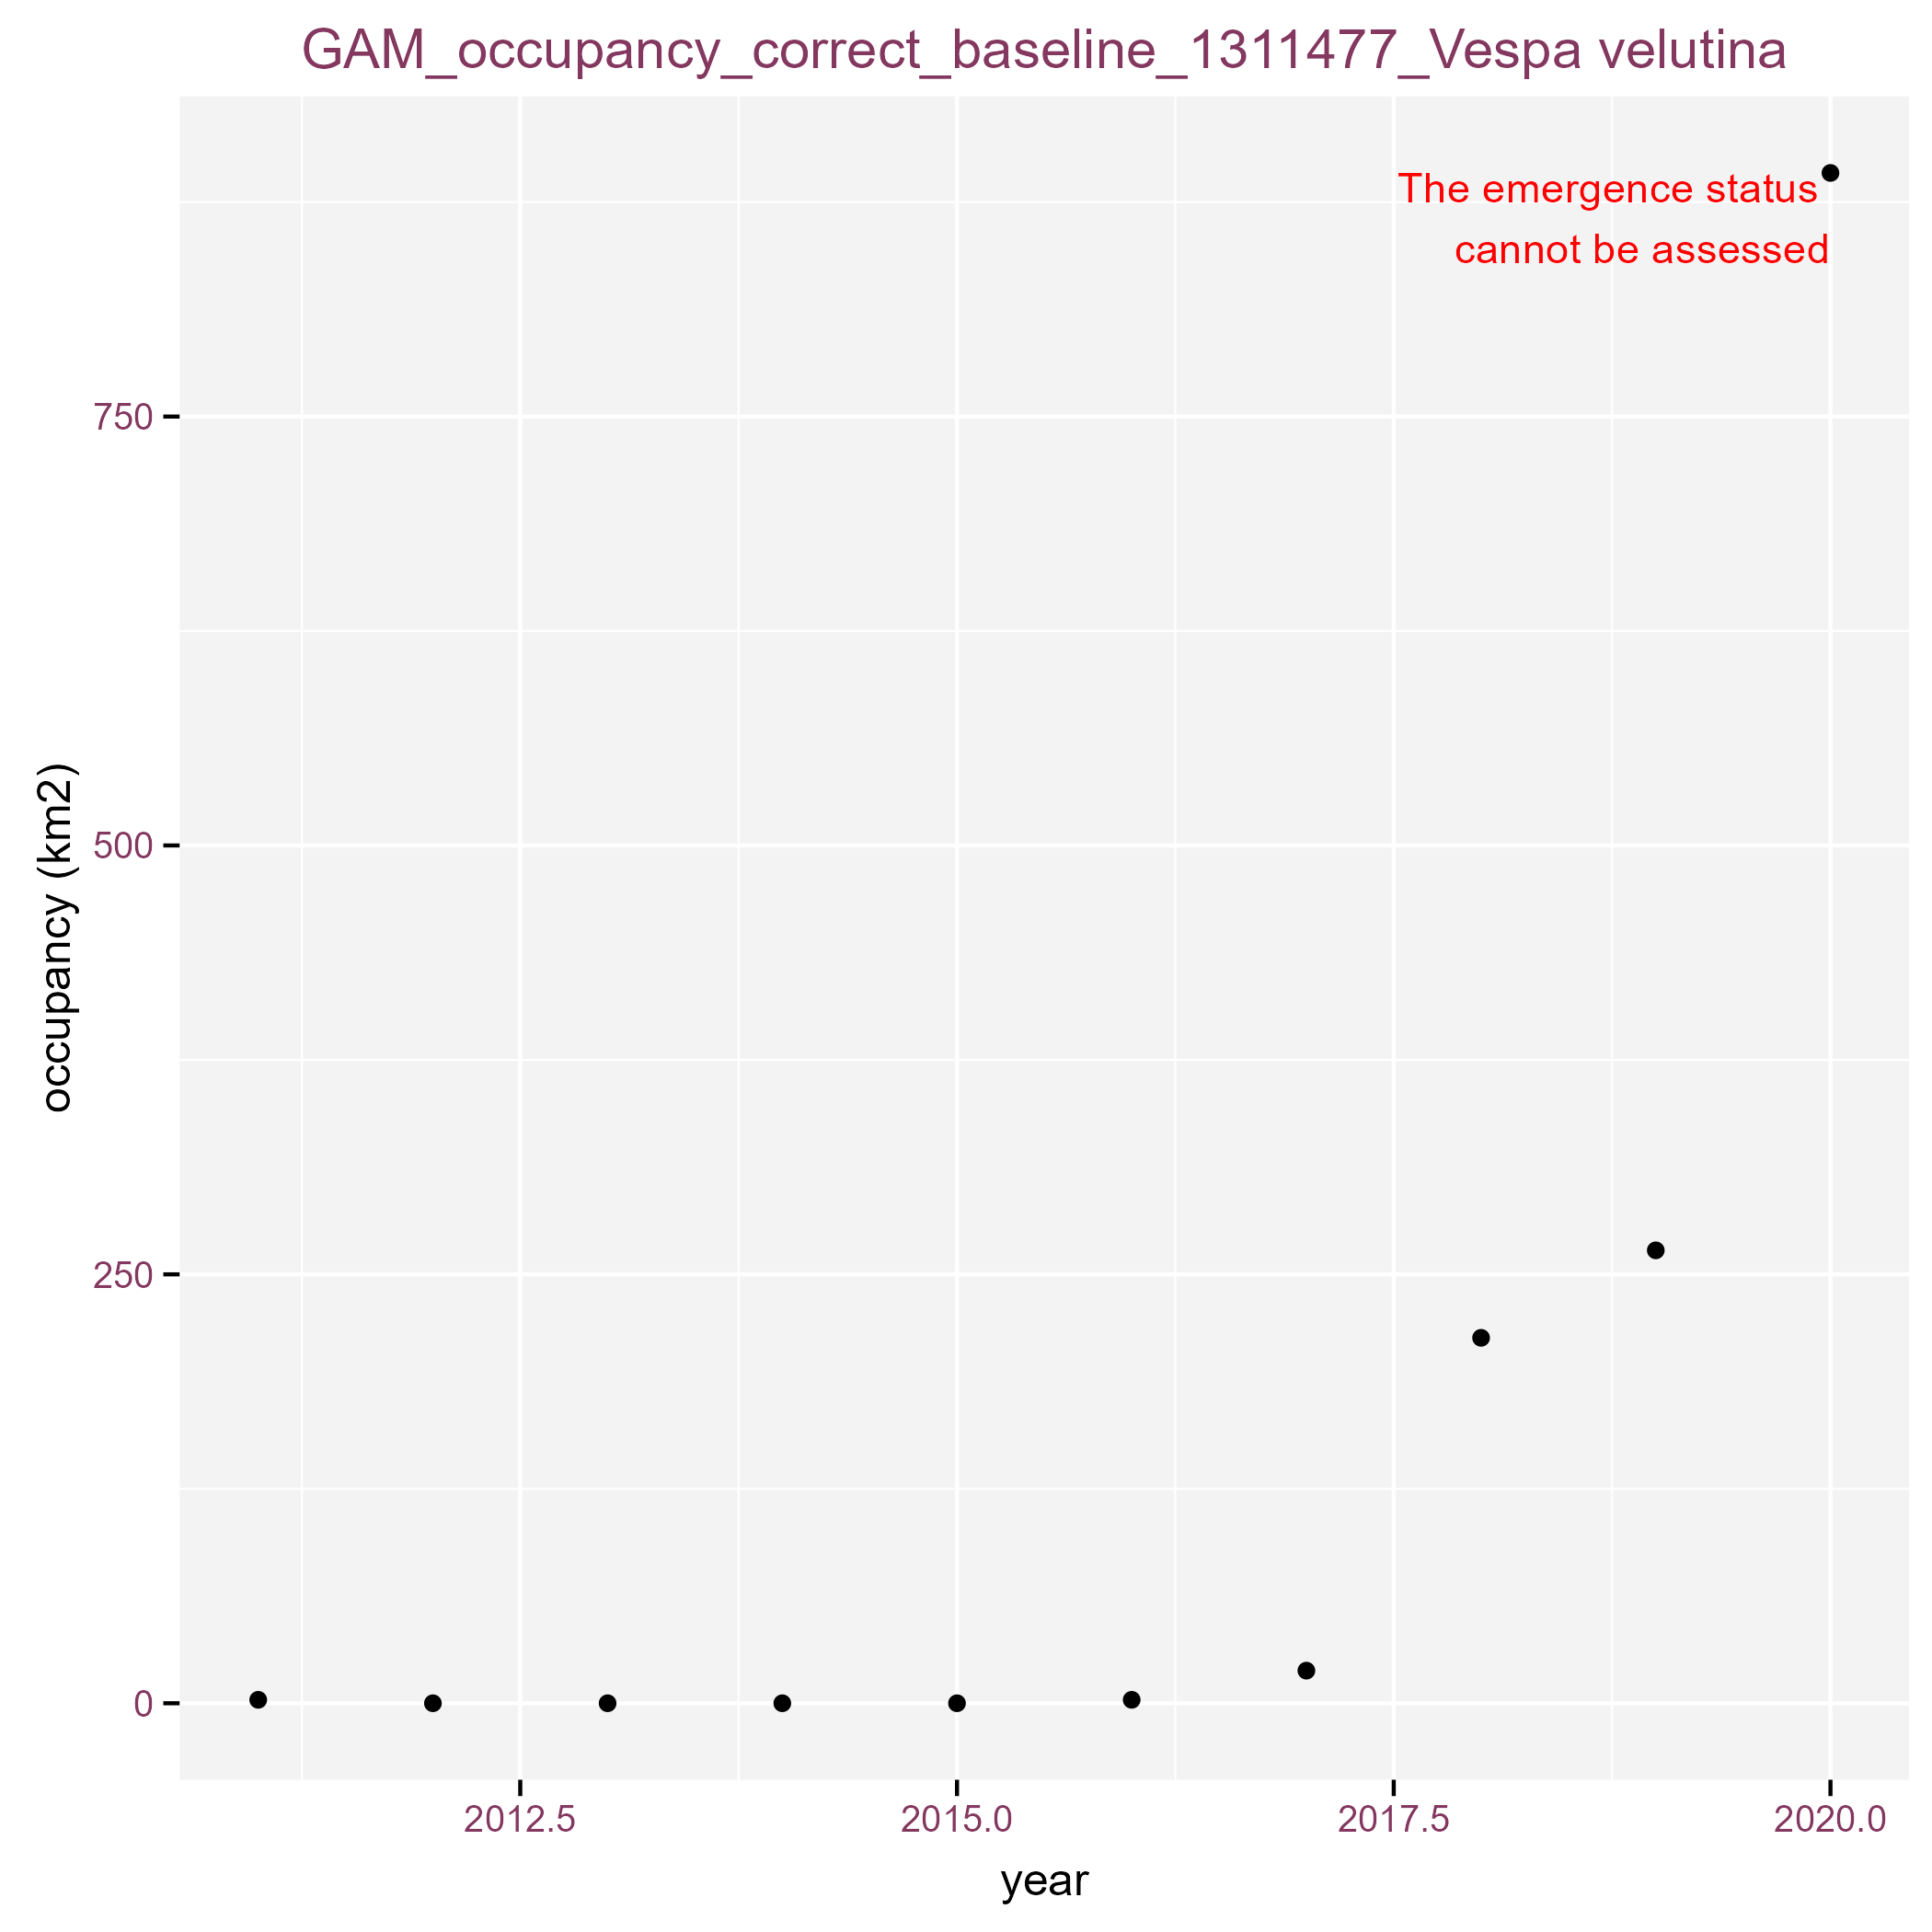 GAM_occupancy_correct_baseline_1311477_Vespa velutina
The emergence status
cannot be assessed
750
500
250
0
occupancy (km2)
2012.5
2015.0
2017.5
2020.0
year